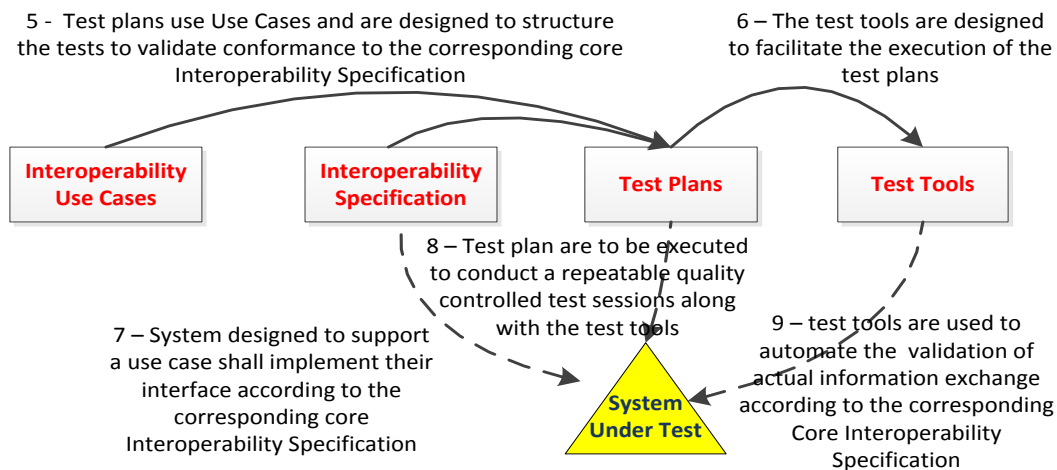 5 - Test plans use Use Cases and are designed to structure
the tests to validate conformance to the corresponding core
Interoperability Specification
6 – The test tools are designed
to facilitate the execution of the
test plans
Interoperability
Use Cases
Interoperability
Specification
Test Plans
Test Tools
8 – Test plan are to be executed
to conduct a repeatable quality
controlled test sessions along
with the test tools
7 – System designed to support
a use case shall implement their
interface according to the
corresponding core
Interoperability Specification
9 – test tools are used to
automate the validation of
actual information exchange
according to the corresponding
Core Interoperability
Specification
System
Under Test